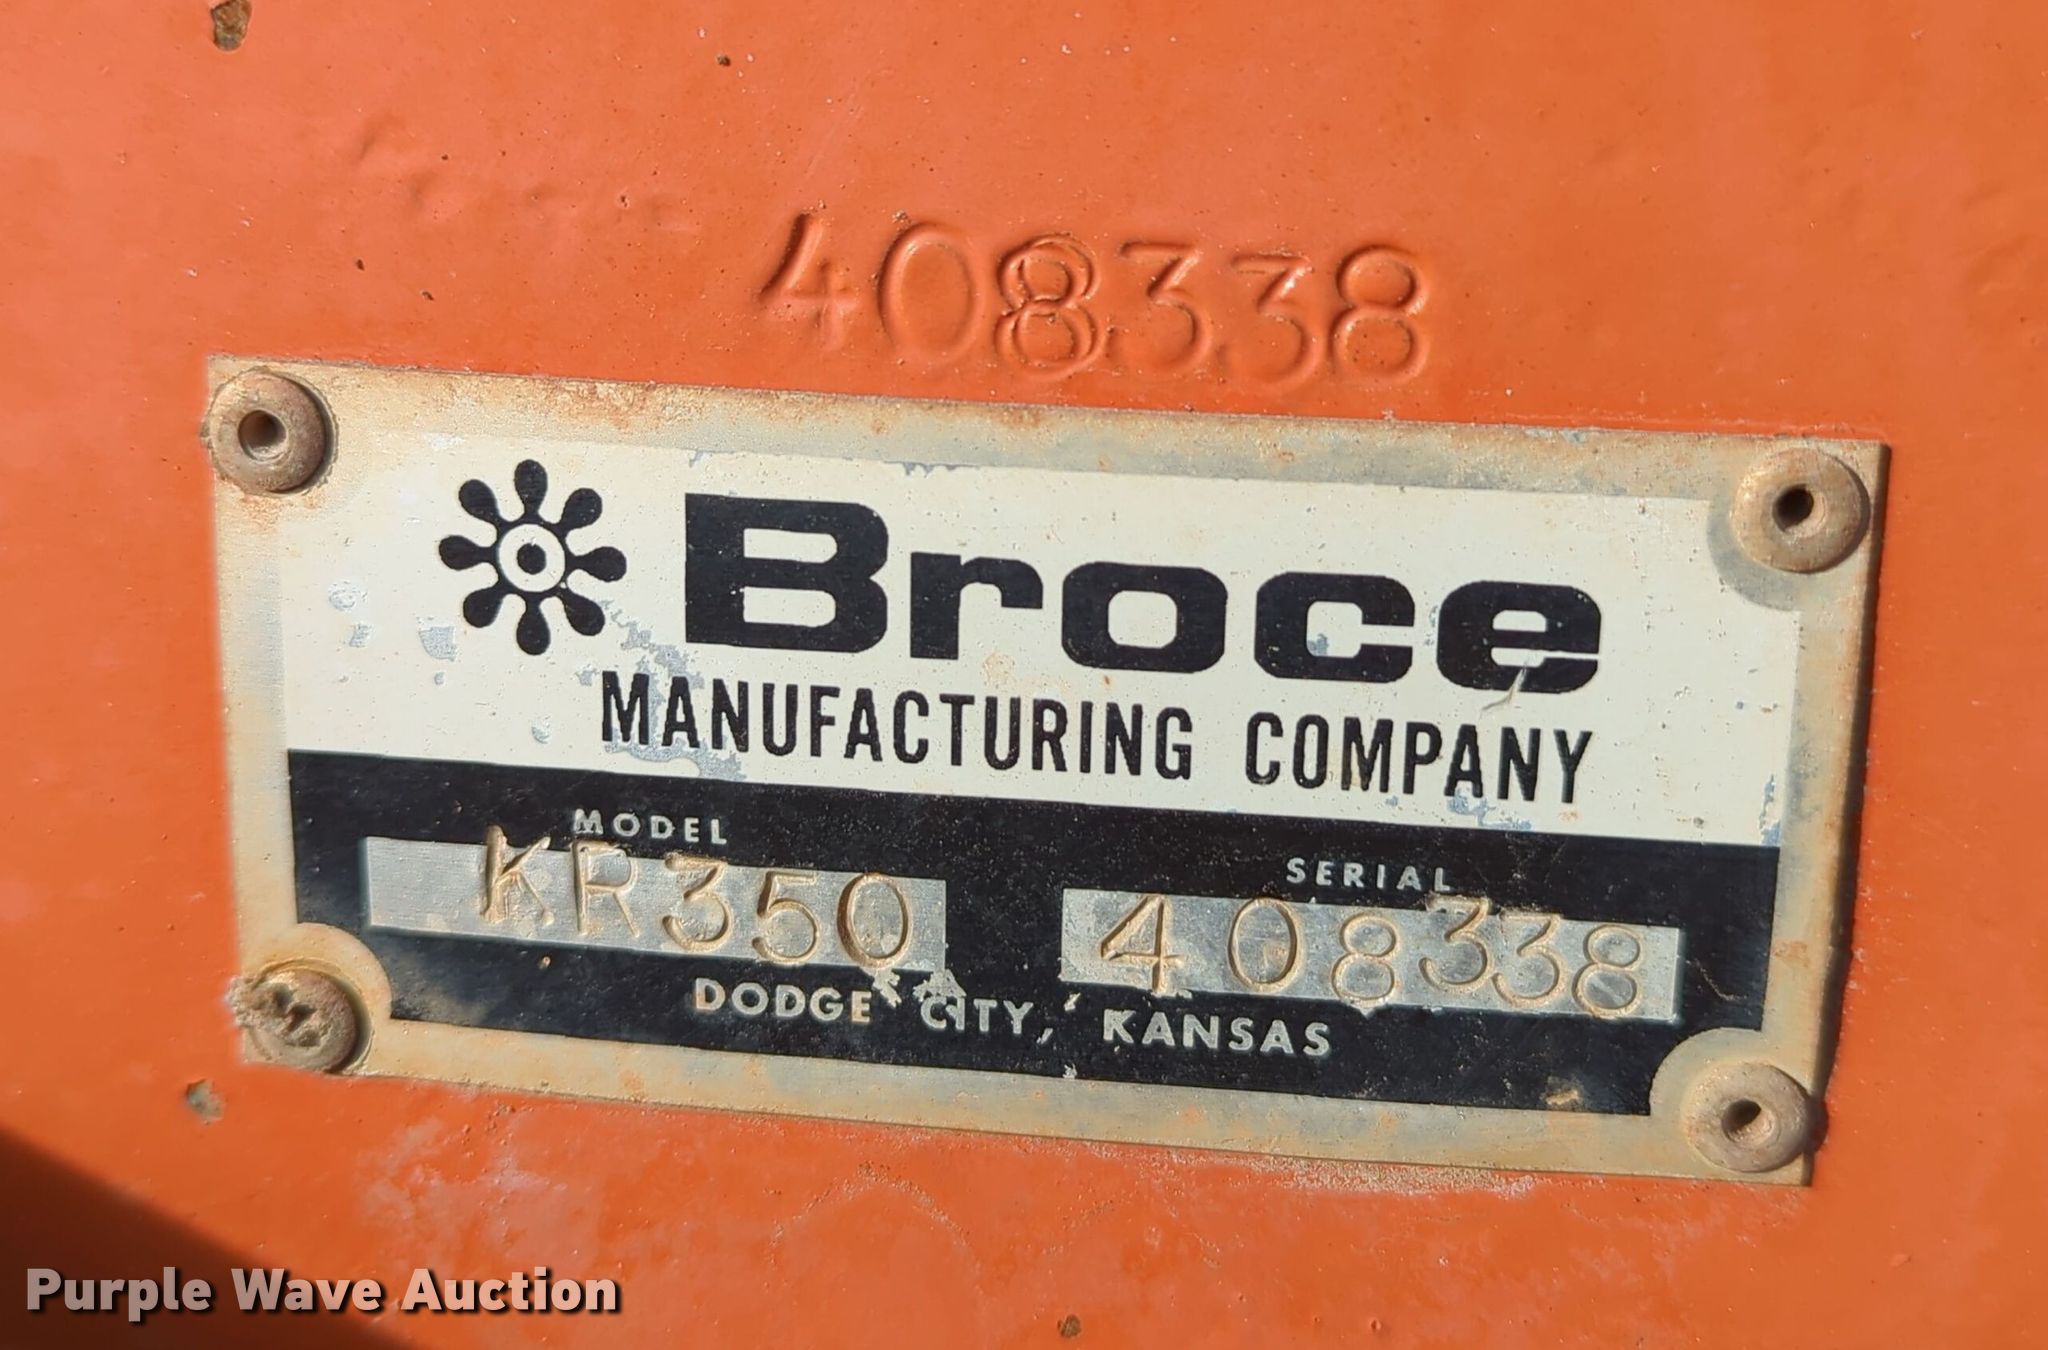 408338
Broce
MANUFACTURING COMPANY
MODEL SERIAL
KR350 408338
DODGE CITY, KANSAS
Purple Wave Auction